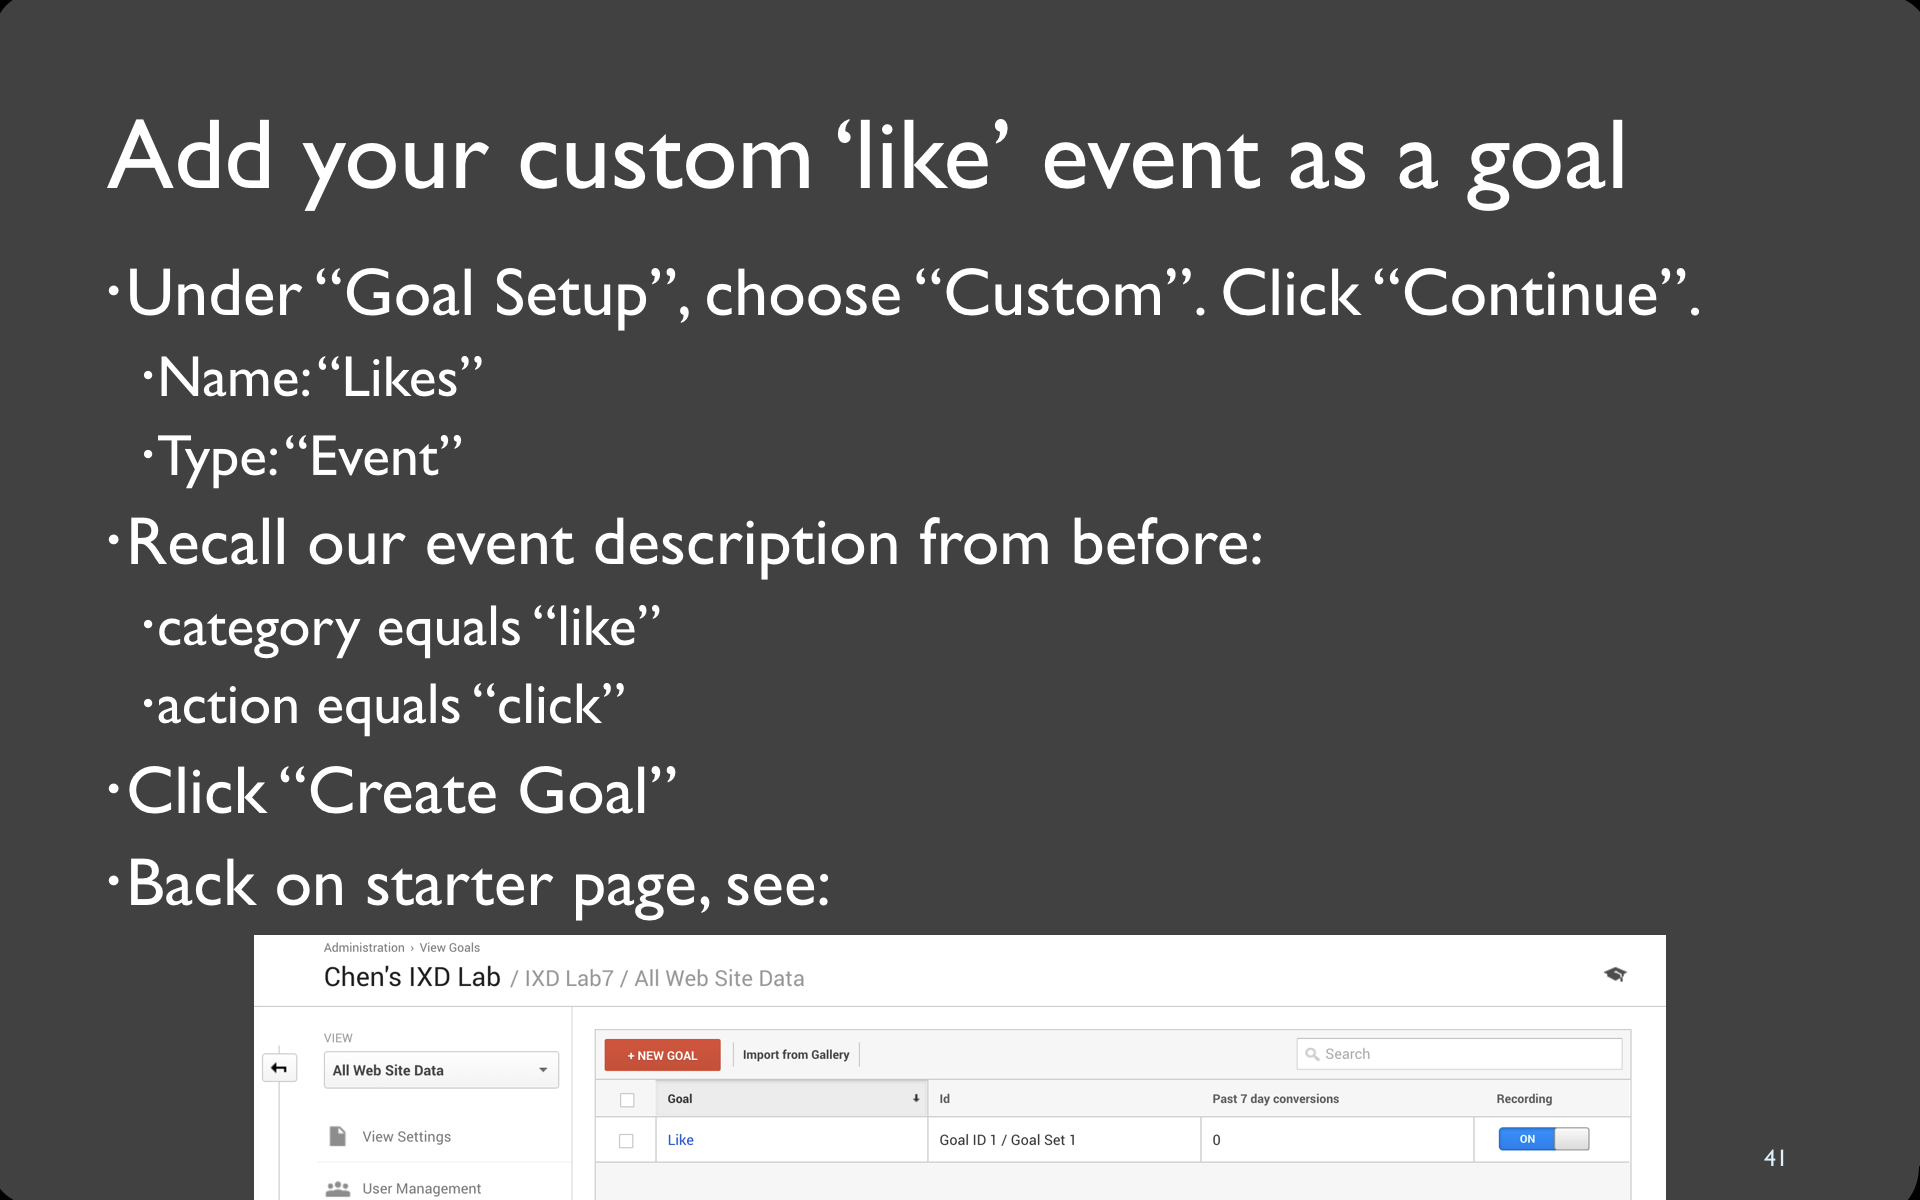 Add your custom ‘like’ event as a goal
•Under “Goal Setup”, choose “Custom”. Click “Continue”.
•Name: “Likes”
•Type: “Event”
•Recall our event description from before:
•category equals “like”
•action equals “click”
•Click “Create Goal”
•Back on starter page, see:
Administration › View Goals
Chen's IXD Lab / IXD Lab7 / All Web Site Data
VIEW
All Web Site Data
View Settings
User Management
+ NEW GOAL Import from Gallery Search
Goal Id Past 7 day conversions Recording
Like Goal ID 1 / Goal Set 1 0 ON
41